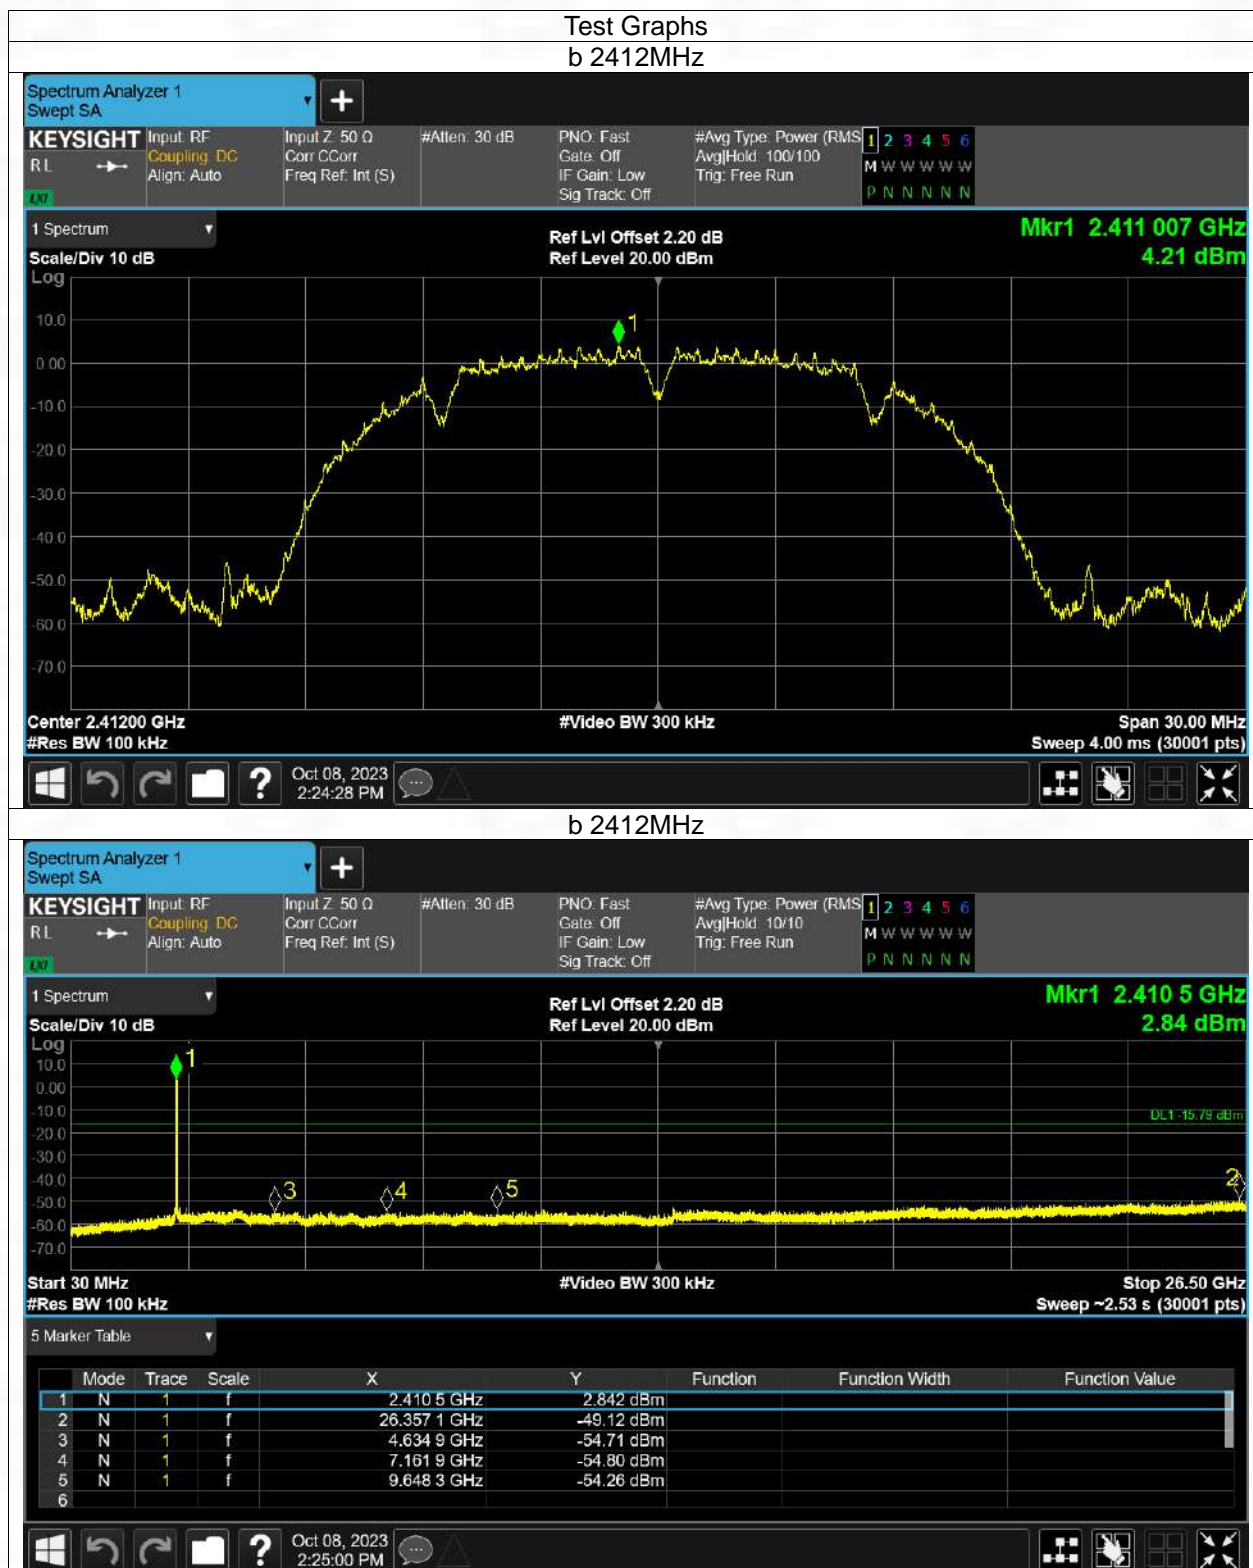 Test Graphs
b 2412MHz
Spectrum Analyzer 1
Swept SA
+
KEYSIGHT Input: RF Input Z: 50 Ω #Atten: 30 dB PNO: Fast #Avg Type: Power (RMS 1 2 3 4 5 6
RL Coupling: DC Corr CCorr Gate: Off Avg|Hold: 100/100 M W W W W W
Align: Auto Freq Ref: Int (S) IF Gain: Low Trig: Free Run
LXI Sig Track: Off P N N N N N
1 Spectrum Ref Lvl Offset 2.20 dB Mkr1 2.411 007 GHz
Scale/Div 10 dB Ref Level 20.00 dBm 4.21 dBm
Log
1
10.0
0.00
-10.0
-20.0
-30.0
-40.0
-50.0
-60.0
-70.0
Center 2.41200 GHz #Video BW 300 kHz Span 30.00 MHz
#Res BW 100 kHz Sweep 4.00 ms (30001 pts)
? Oct 08, 2023
2:24:28 PM
b 2412MHz
Spectrum Analyzer 1
Swept SA
+
KEYSIGHT Input: RF Input Z: 50 Ω #Atten: 30 dB PNO: Fast #Avg Type: Power (RMS 1 2 3 4 5 6
RL Coupling: DC Corr CCorr Gate: Off Avg|Hold: 10/10 M W W W W W
Align: Auto Freq Ref: Int (S) IF Gain: Low Trig: Free Run
LXI Sig Track: Off P N N N N N
1 Spectrum Ref Lvl Offset 2.20 dB Mkr1 2.410 5 GHz
Scale/Div 10 dB Ref Level 20.00 dBm 2.84 dBm
Log
1
10.0
0.00
-10.0 DL1 -15.79 dBm
-20.0
-30.0
-40.0 3 4 5 2
-50.0
-60.0
-70.0
Start 30 MHz #Video BW 300 kHz Stop 26.50 GHz
#Res BW 100 kHz Sweep ~2.53 s (30001 pts)
5 Marker Table
Mode Trace Scale X Y Function Function Width Function Value
1 N 1 f 2.410 5 GHz 2.842 dBm
2 N 1 f 26.357 1 GHz -49.12 dBm
3 N 1 f 4.634 9 GHz -54.71 dBm
4 N 1 f 7.161 9 GHz -54.80 dBm
5 N 1 f 9.648 3 GHz -54.26 dBm
6
? Oct 08, 2023
2:25:00 PM